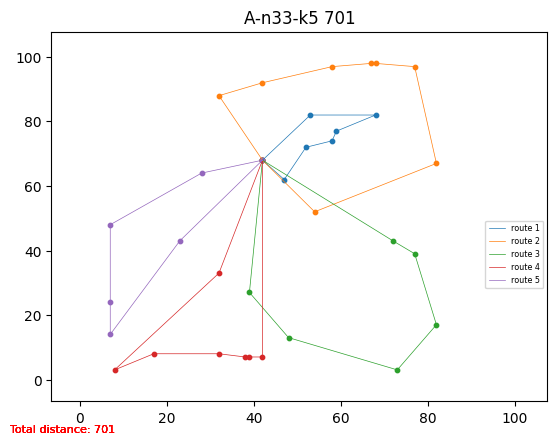 A-n33-k5 701
100
80
60
40
20
0
route 1
route 2
route 3
route 4
route 5
0 20 40 60 80 100
Total distance: 701